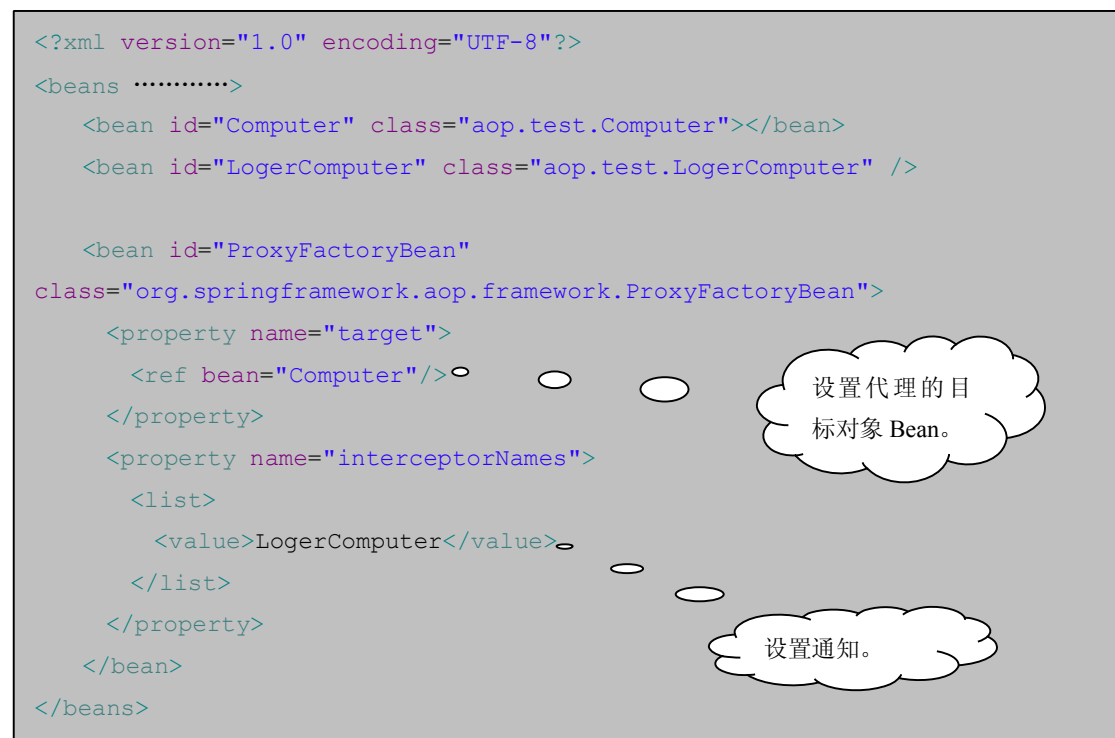 <?xml version="1.0" encoding="UTF-8"?>
<beans …………>
<bean id="Computer" class="aop.test.Computer"></bean>
<bean id="LogerComputer" class="aop.test.LogerComputer" />
<bean id="ProxyFactoryBean"
class="org.springframework.aop.framework.ProxyFactoryBean">
<property name="target">
<ref bean="Computer"/>
</property>
设置代理的目
标对象 Bean。
<property name="interceptorNames">
<list>
<value>LogerComputer</value>
</list>
</property>
设置通知。
</bean>
</beans>